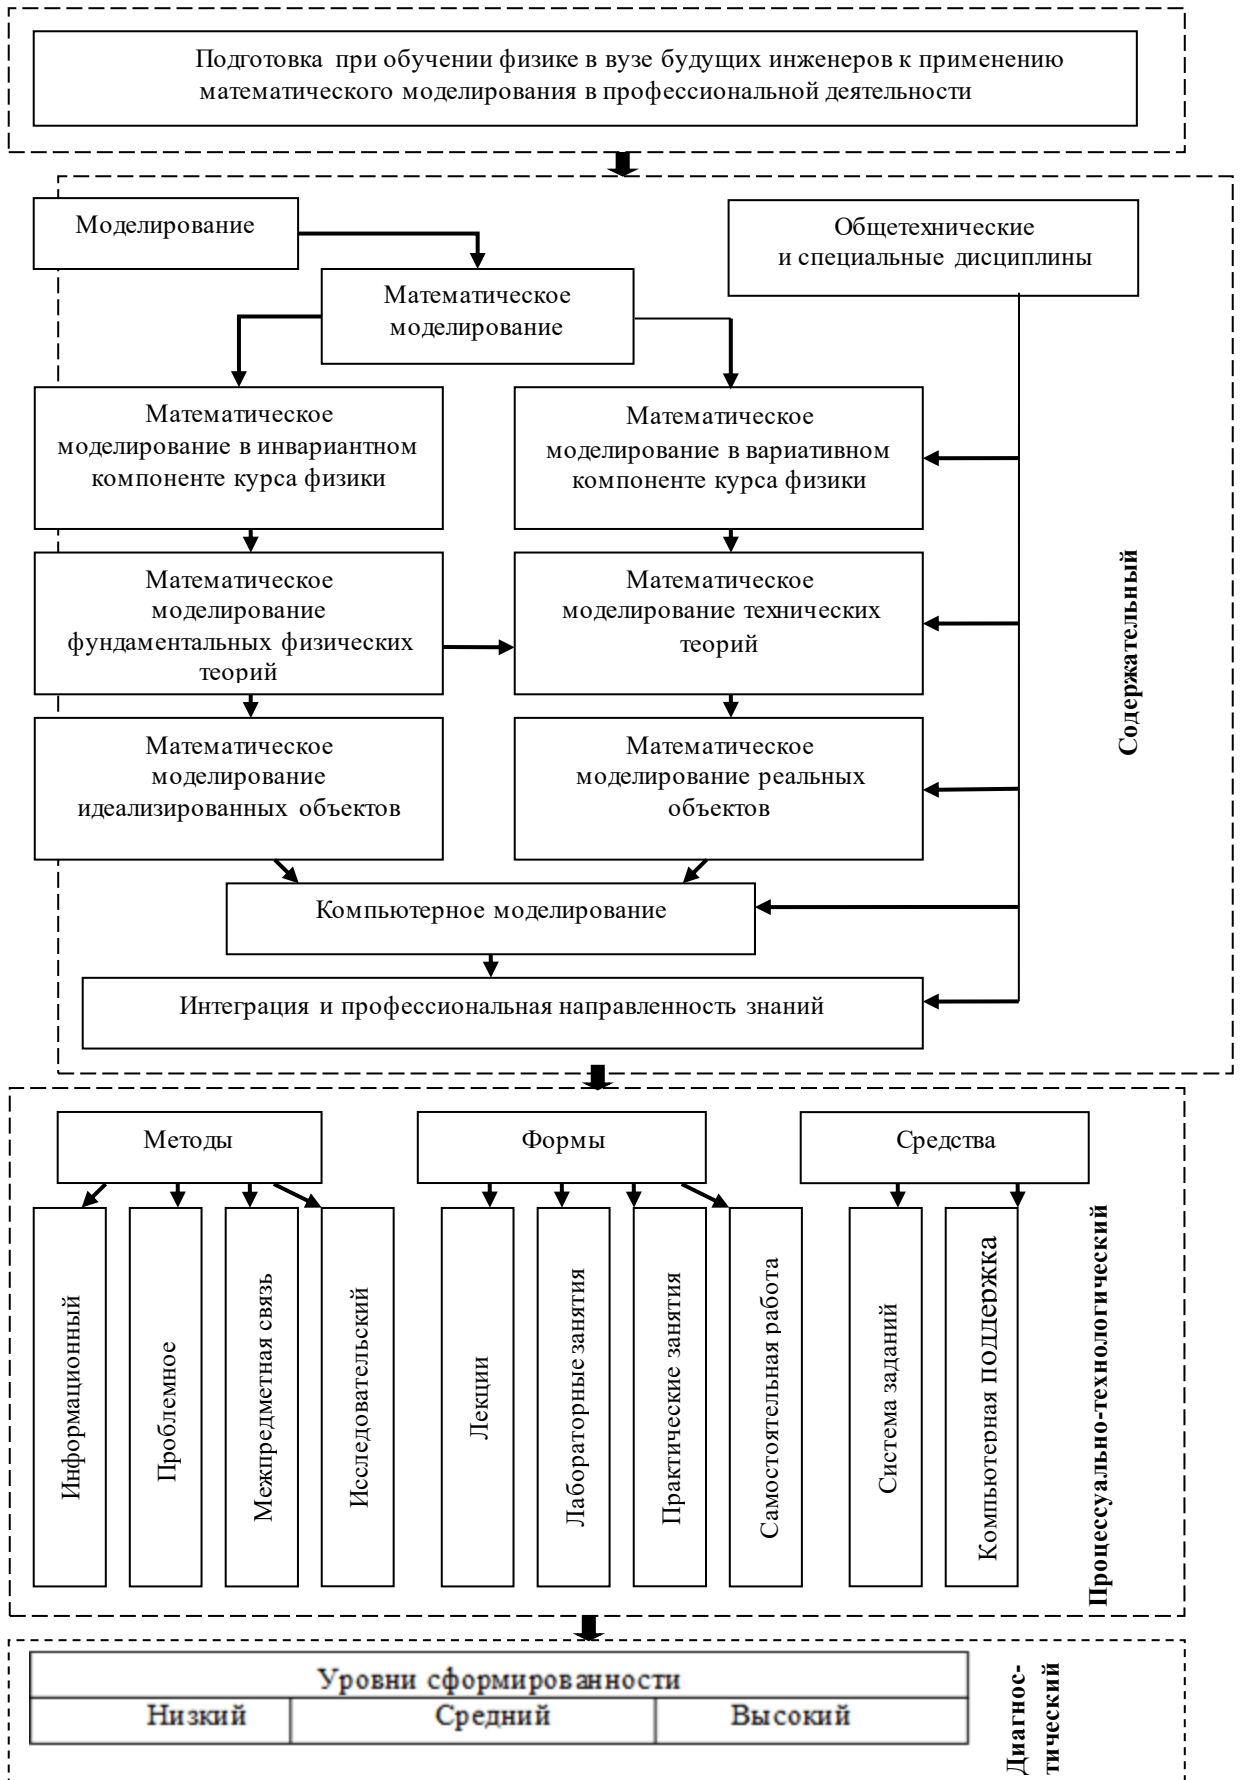 Подготовка при обучении физике в вузе будущих инженеров к применению
математического моделирования в профессиональной деятельности
Моделирование
Общетехнические
и специальные дисциплины
Математическое
моделирование
Математическое
моделирование в инвариантном
компоненте курса физики
Математическое
моделирование в вариативном
компоненте курса физики
Математическое
моделирование
фундаментальных физических
теорий
Математическое
моделирование технических
теорий
Математическое
моделирование
идеализированных объектов
Математическое
моделирование реальных
объектов
Компьютерное моделирование
Интеграция и профессиональная направленность знаний
Содержательный
Методы
Формы
Средства
Информационный
Проблемное
Межпредметная связь
Исследовательский
Лекции
Лабораторные занятия
Практические занятия
Самостоятельная работа
Система заданий
Компьютерная поддержка
Процессуально-технологический
Уровни сформированности
Низкий
Средний
Высокий
Диагнос-
тический